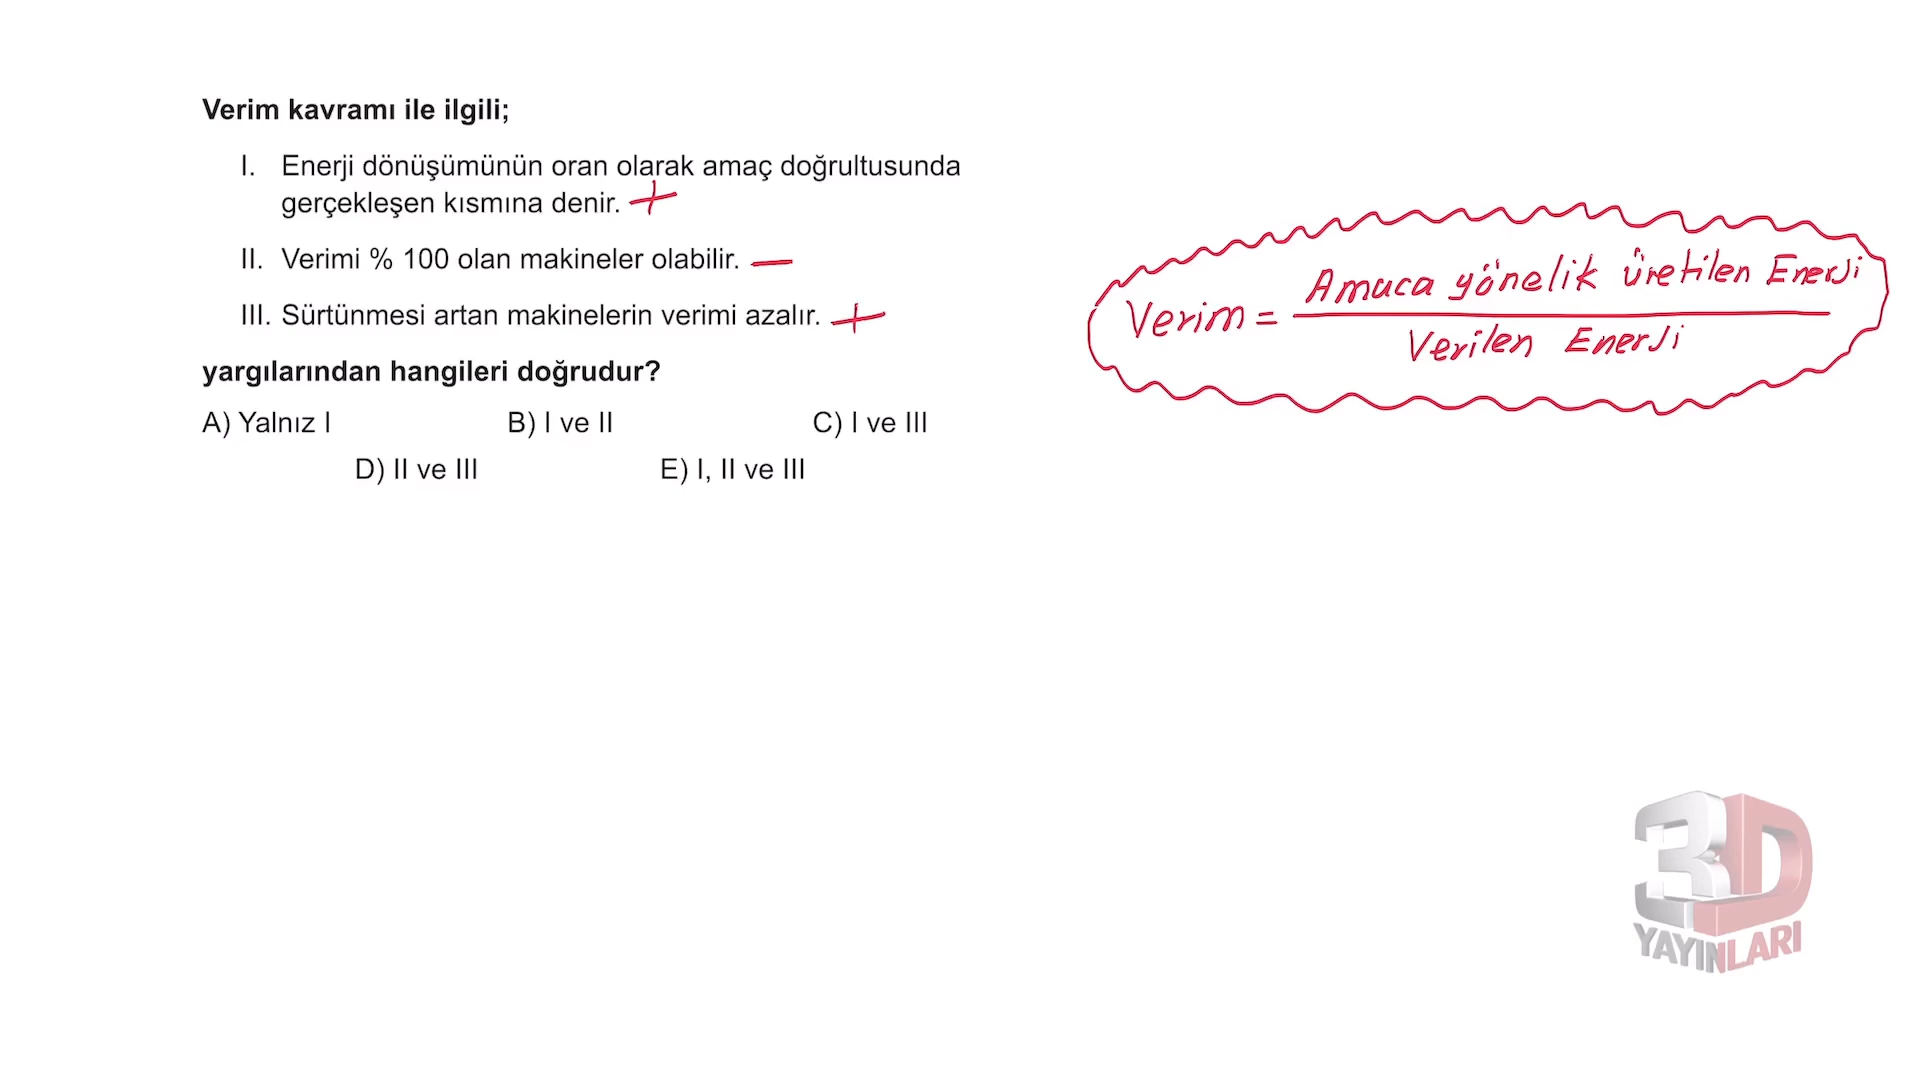 Verim kavramı ile ilgili;
I. Enerji dönüşümünün oran olarak amaç doğrultusunda
gerçekleşen kısmına denir. +
II. Verimi % 100 olan makineler olabilir. —
III. Sürtünmesi artan makinelerin verimi azalır. +
yargılarından hangileri doğrudur?
A) Yalnız I B) I ve II C) I ve III
D) II ve III E) I, II ve III
Amaca yönelik üretilen Enerji
Verim =
Verilen Enerji
3D
YAYINLARI